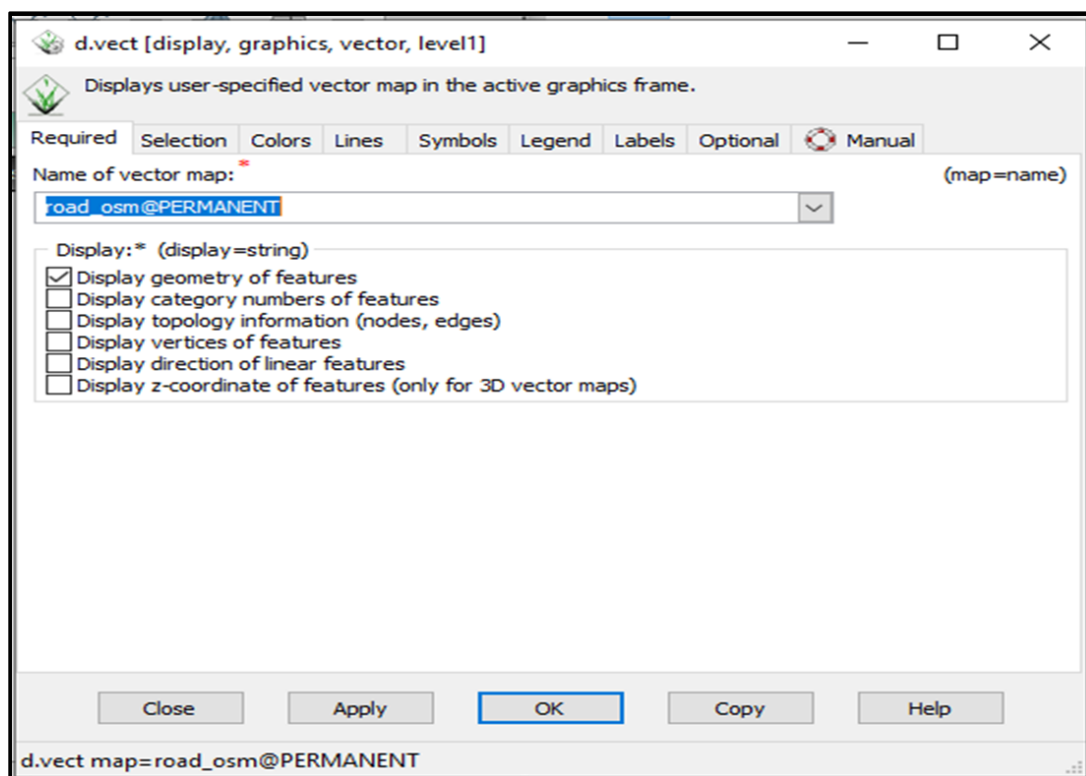 d.vect [display, graphics, vector, level1]
Displays user-specified vector map in the active graphics frame.
Required Selection Colors Lines Symbols Legend Labels Optional Manual
Name of vector map:* (map=name)
road_osm@PERMANENT
Display:* (display=string)
Display geometry of features
Display category numbers of features
Display topology information (nodes, edges)
Display vertices of features
Display direction of linear features
Display z-coordinate of features (only for 3D vector maps)
Close Apply OK Copy Help
d.vect map=road_osm@PERMANENT